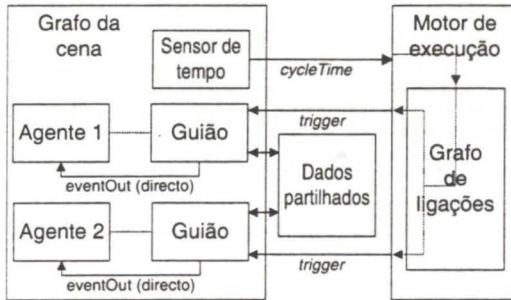 Grafo da
cena
Sensor de
tempo
cycleTime
Motor de
execução
Agente 1
Guião
trigger
eventOut (directo)
Dados
partilhados
Grafo
de
ligações
Agente 2
Guião
trigger
eventOut (directo)